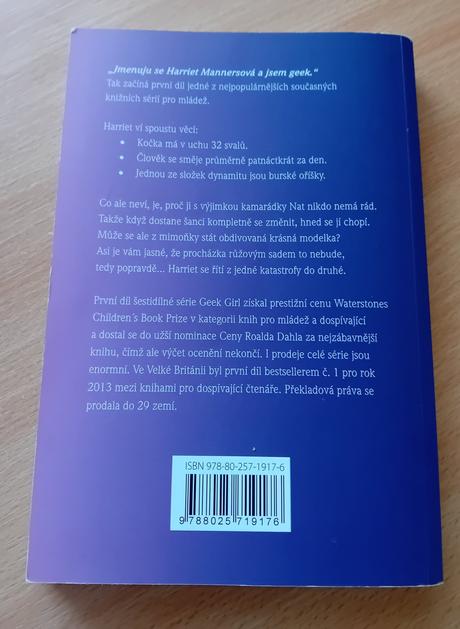 „Jmenuju se Harriet Mannersová a jsem geek.“
Tak začíná první díl jedné z nejpopulárnějších současných
knižních sérií pro mládež.
Harriet ví spoustu věcí:
• Kočka má v uchu 32 svalů.
• Člověk se směje průměrně patnáctkrát za den.
• Jednou ze složek dynamitu jsou burské oříšky.
Co ale neví, je, proč ji s výjimkou kamarádky Nat nikdo nemá rád.
Takže když dostane šanci kompletně se změnit, hned se jí chopí.
Může se ale z mimoňky stát obdivovaná krásná modelka?
Asi je vám jasné, že procházka růžovým sadem to nebude,
tedy popravdě... Harriet se řítí z jedné katastrofy do druhé.
První díl šestidílné série Geek Girl získal prestižní cenu Waterstones
Children´s Book Prize v kategorii knih pro mládež a dospívající
a dostal se do užší nominace Ceny Roalda Dahla za nejzábavnější
knihu, čímž ale výčet ocenění nekončí. I prodeje celé série jsou
enormní. Ve Velké Británii byl první díl bestsellerem č. 1 pro rok
2013 mezi knihami pro dospívající čtenáře. Překladová práva se
prodala do 29 zemí.
ISBN 978-80-257-1917-6
9 788025 719176